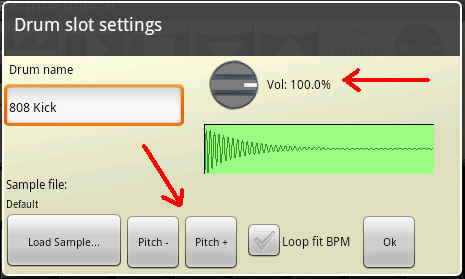 Drum slot settings
Drum name
Vol: 100.0%
808 Kick
Sample file:
Default
Load Sample...
Pitch -
Pitch +
Loop fit BPM
Ok